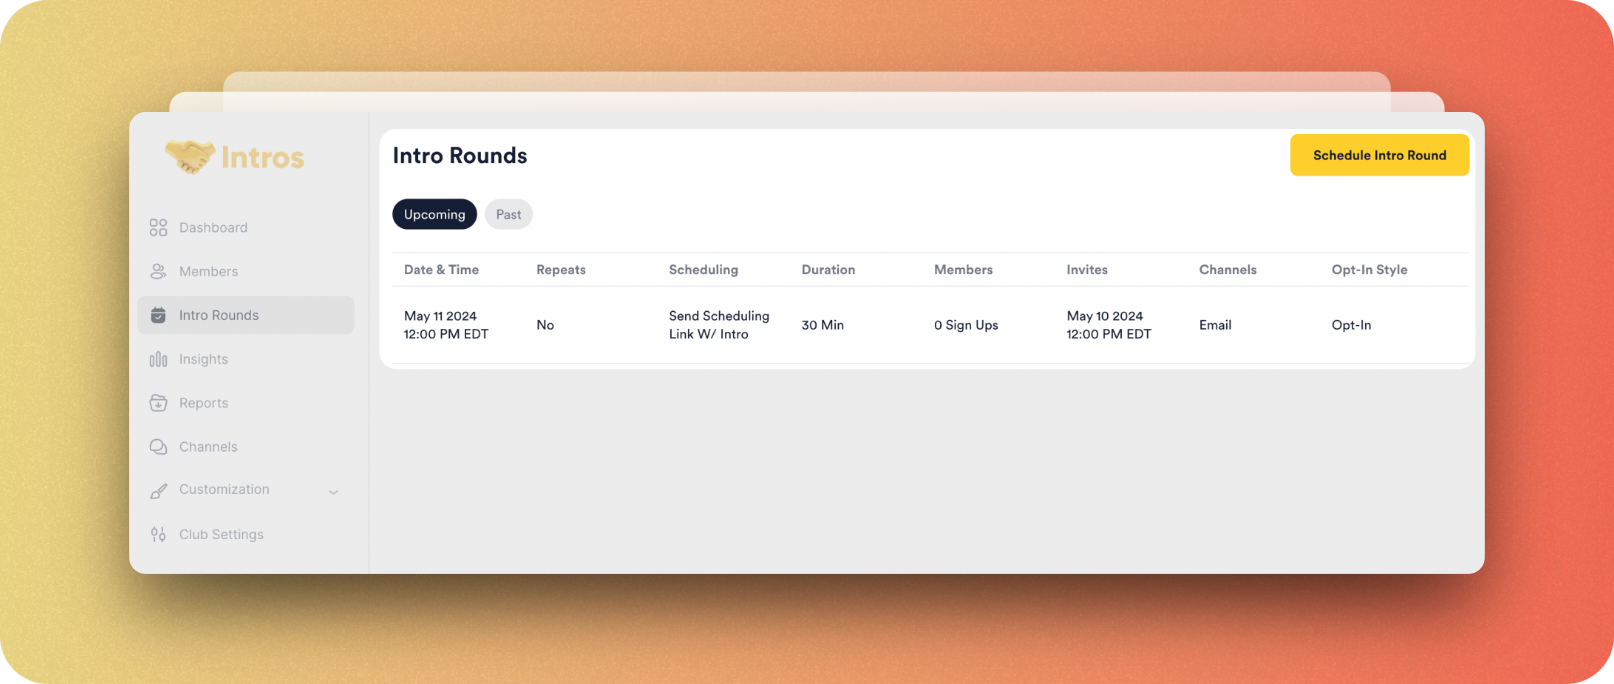 Intros
Dashboard
Members
Intro Rounds
Insights
Reports
Channels
Customization
Club Settings
Intro Rounds
Schedule Intro Round
Upcoming Past
Date & Time Repeats Scheduling Duration Members Invites Channels Opt-In Style
May 11 2024 Send Scheduling May 10 2024
No 30 Min 0 Sign Ups Email Opt-In
12:00 PM EDT Link W/ Intro 12:00 PM EDT